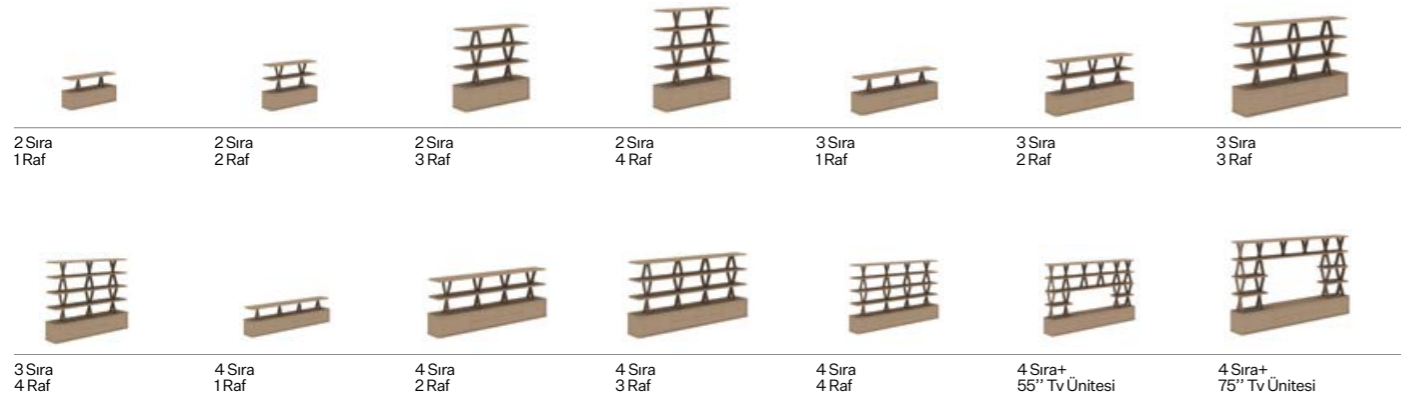 2 Sıra
1 Raf
2 Sıra
2 Raf
2 Sıra
3 Raf
2 Sıra
4 Raf
3 Sıra
1 Raf
3 Sıra
2 Raf
3 Sıra
3 Raf
3 Sıra
4 Raf
4 Sıra
1 Raf
4 Sıra
2 Raf
4 Sıra
3 Raf
4 Sıra
4 Raf
4 Sıra+
55’’ Tv Ünitesi
4 Sıra+
75’’ Tv Ünitesi